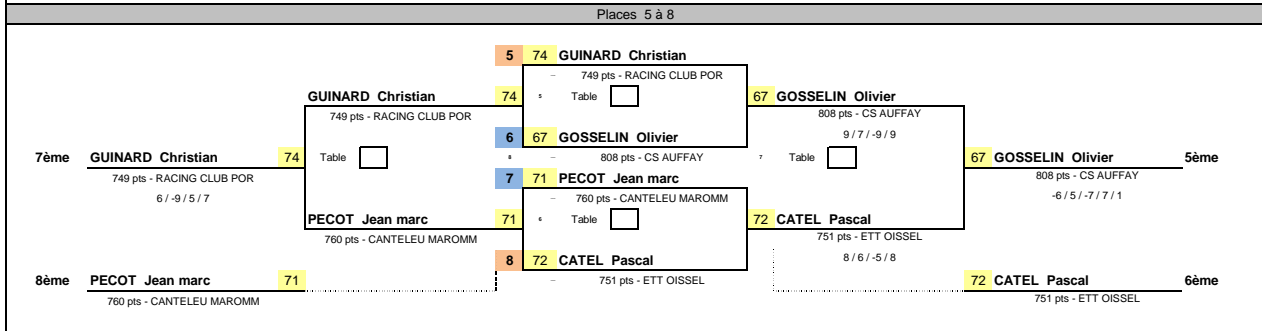 Places 5 à 8
5 74 GUINARD Christian
749 pts - RACING CLUB POR
GUINARD Christian 74 5 Table 67 GOSSELIN Olivier
749 pts - RACING CLUB POR 808 pts - CS AUFFAY
6 67 GOSSELIN Olivier 9 / 7 / -9 / 9
7ème GUINARD Christian 74 Table 8 808 pts - CS AUFFAY 7 Table 67 GOSSELIN Olivier 5ème
749 pts - RACING CLUB POR 7 71 PECOT Jean marc 808 pts - CS AUFFAY
6 / -9 / 5 / 7 760 pts - CANTELEU MAROMM -6 / 5 / -7 / 7 / 1
PECOT Jean marc 71 6 Table 72 CATEL Pascal
760 pts - CANTELEU MAROMM 751 pts - ETT OISSEL
8 72 CATEL Pascal 8 / 6 / -5 / 8
8ème PECOT Jean marc 71 751 pts - ETT OISSEL 72 CATEL Pascal 6ème
760 pts - CANTELEU MAROMM 751 pts - ETT OISSEL